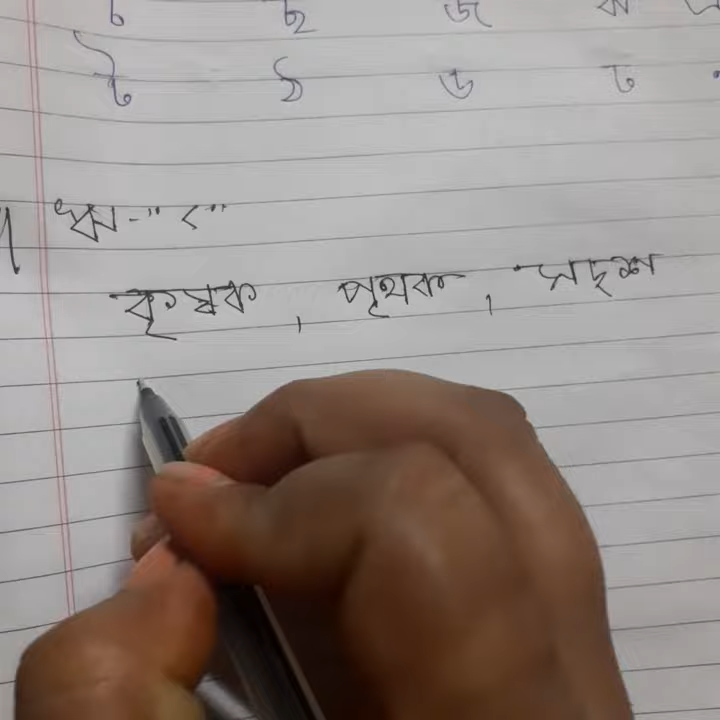 চ ছ জ ঝ
ঢ ঠ ড ঢ
ঋ - " ৃ "
কৃষক , পৃথক , সদৃশ